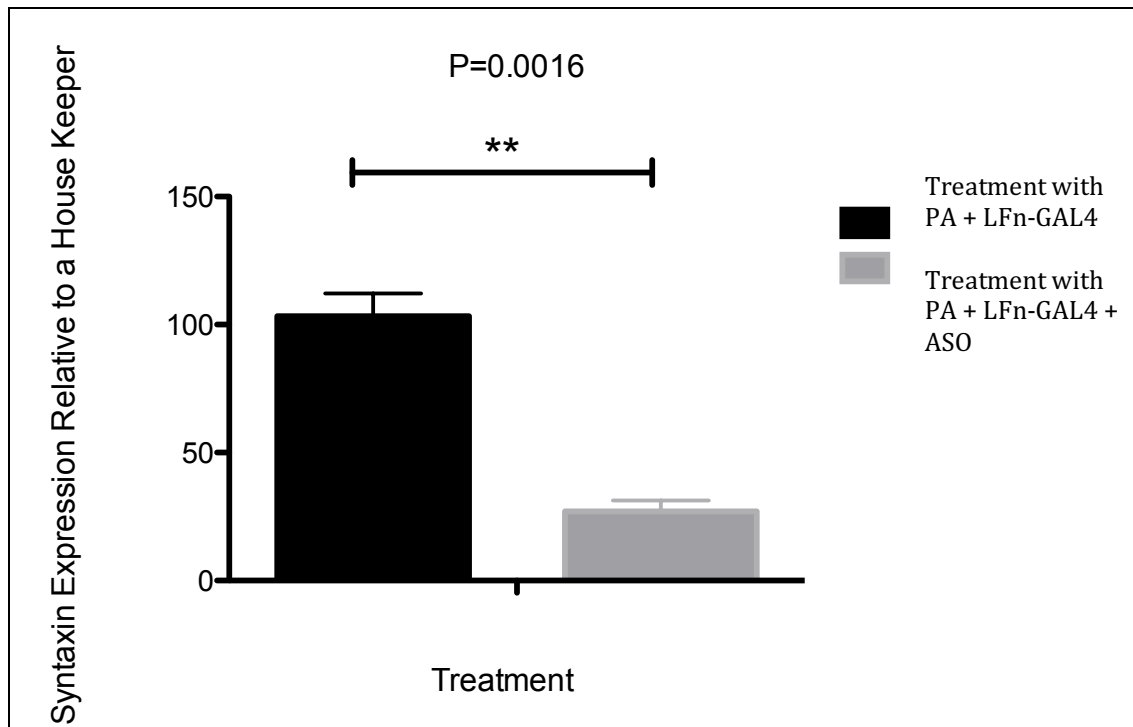 P=0.0016
**
Syntaxin Expression Relative to a House Keeper
150
100
50
0
Treatment
Treatment with
PA + LFn-GAL4
Treatment with
PA + LFn-GAL4 +
ASO